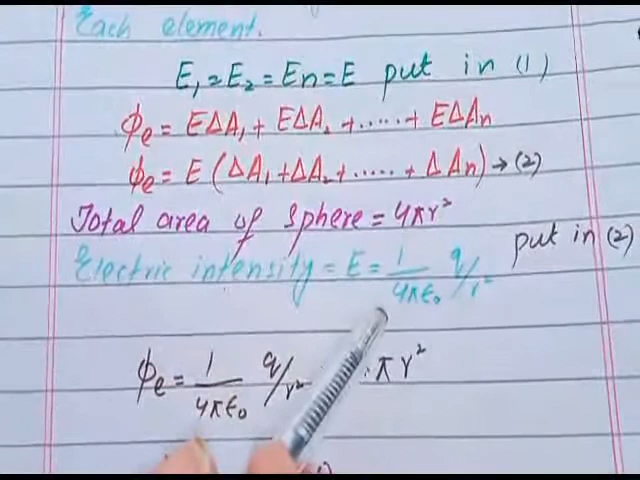 Each element.
E₁ = E₂ = En = E put in (1)
ϕe = EΔA₁ + EΔA₂ + ...... + EΔAn
ϕe = E (ΔA₁ + ΔA₂ + ..... + ΔAn) → (2)
Total area of sphere = 4πr²
Electric intensity = E = 1/4πε₀ q/r² put in (2)
ϕe = 1/4πε₀ q/r² . πr²